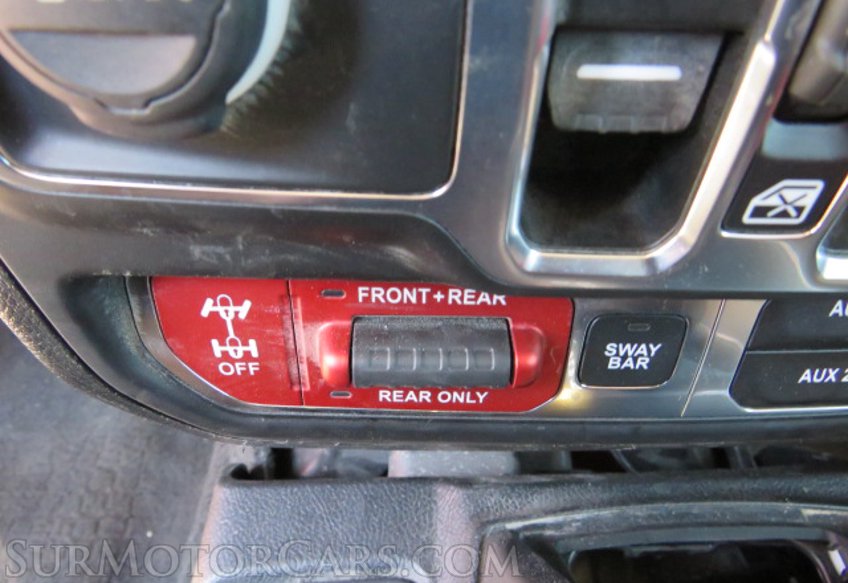 FRONT+REAR
OFF
REAR ONLY
SWAY
BAR
AUX 2
SurMotorCars.com